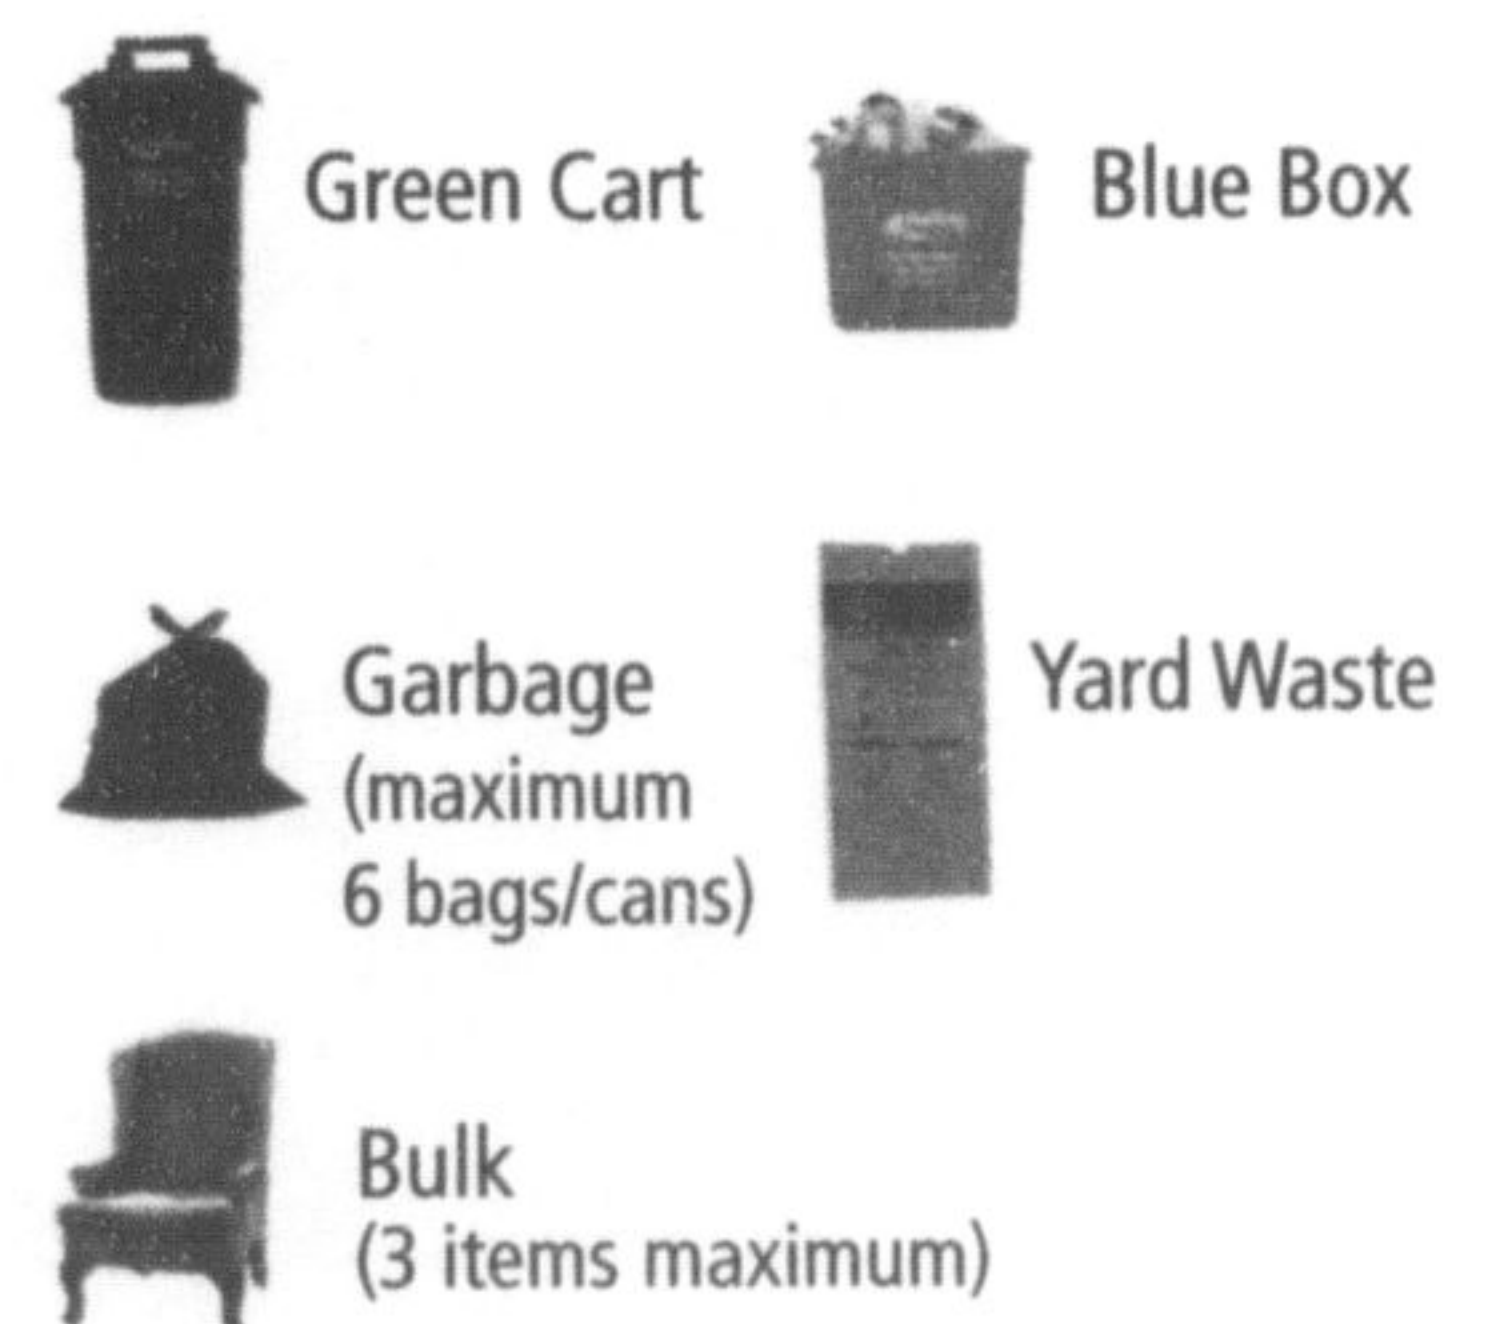 Green Cart
Blue Box
Garbage
(maximum
6 bags/cans)
Yard Waste
Bulk
(3 items maximum)